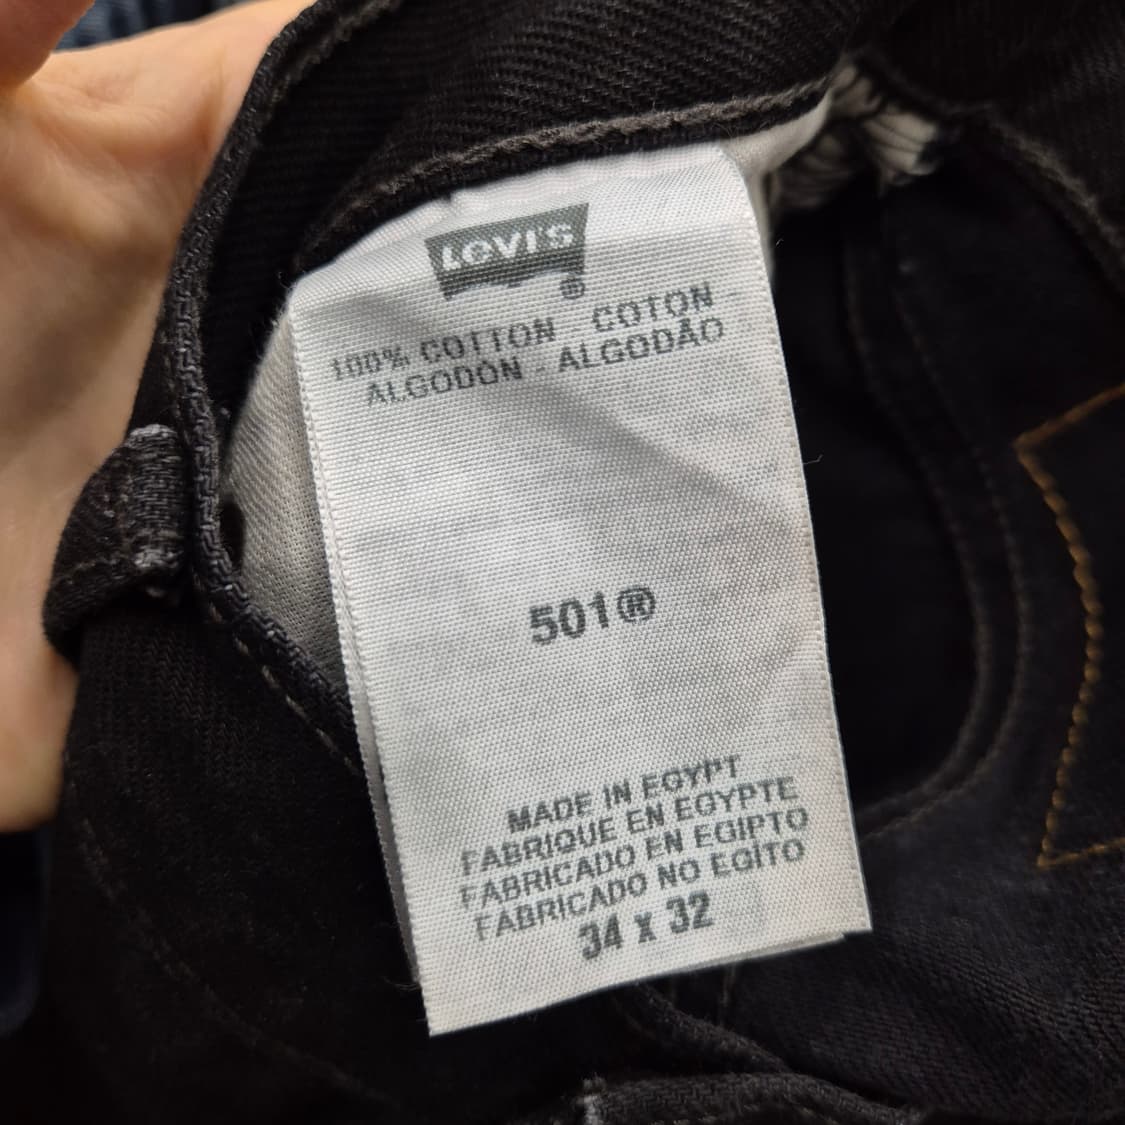 LEVI'S
®
100% COTTON - COTON -
ALGODÓN - ALGODÃO
501®
MADE IN EGYPT
FABRIQUE EN EGYPTE
FABRICADO EN EGIPTO
FABRICADO NO EGITO
34 x 32